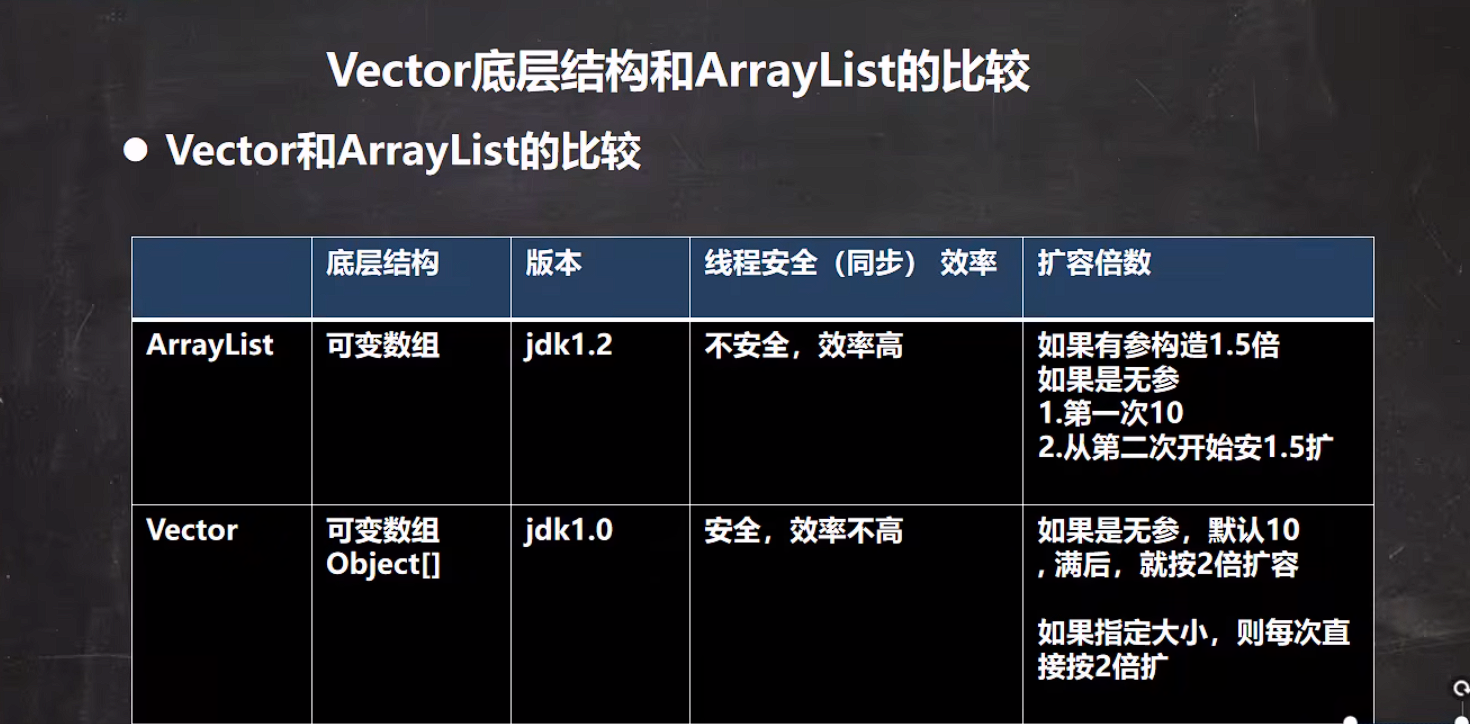 Vector底层结构和ArrayList的比较
● Vector和ArrayList的比较
底层结构
版本
线程安全（同步） 效率
扩容倍数
ArrayList
可变数组
jdk1.2
不安全，效率高
如果有参构造1.5倍
如果是无参
1.第一次10
2.从第二次开始安1.5扩
Vector
可变数组
Object[]
jdk1.0
安全，效率不高
如果是无参，默认10
, 满后，就按2倍扩容
如果指定大小，则每次直
接按2倍扩